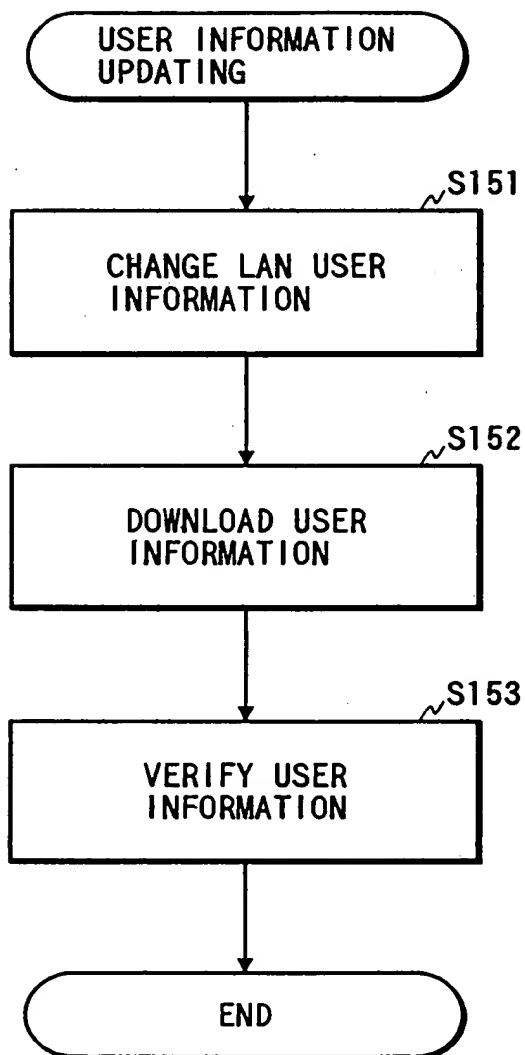 USER INFORMATION
UPDATING
S151
CHANGE LAN USER
INFORMATION
S152
DOWNLOAD USER
INFORMATION
S153
VERIFY USER
INFORMATION
END